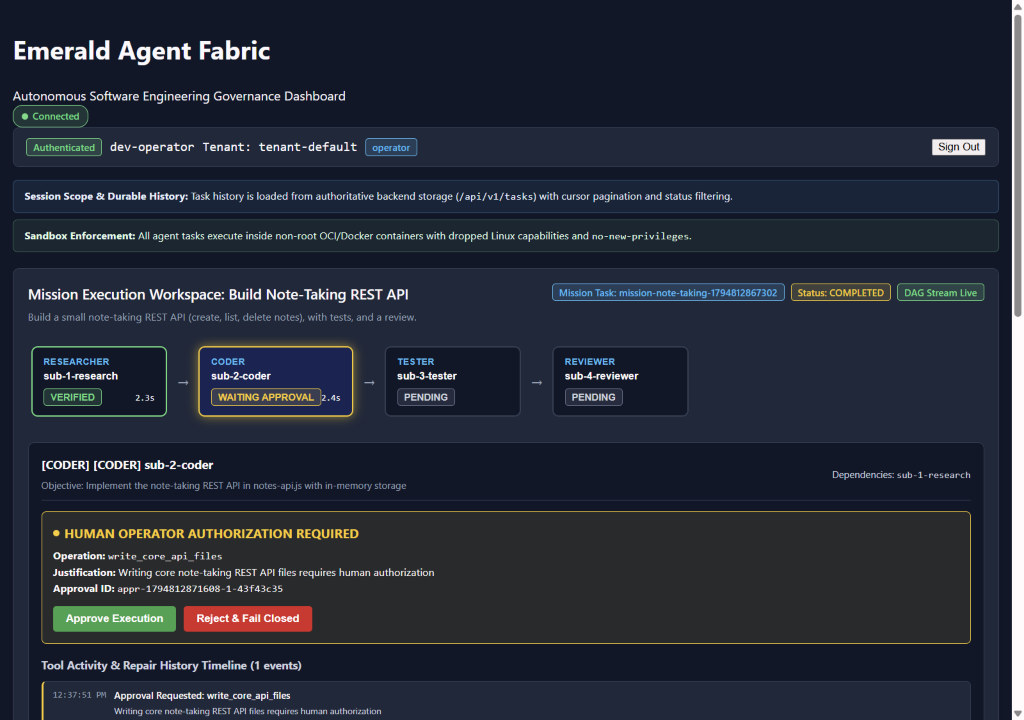 Emerald Agent Fabric
Autonomous Software Engineering Governance Dashboard
Connected
Authenticated dev-operator Tenant: tenant-default operator Sign Out
Session Scope & Durable History: Task history is loaded from authoritative backend storage (/api/v1/tasks) with cursor pagination and status filtering.
Sandbox Enforcement: All agent tasks execute inside non-root OCI/Docker containers with dropped Linux capabilities and no-new-privileges.
Mission Execution Workspace: Build Note-Taking REST API Mission Task: mission-note-taking-1794812867302 Status: COMPLETED DAG Stream Live
Build a small note-taking REST API (create, list, delete notes), with tests, and a review.
RESEARCHER
sub-1-research
VERIFIED 2.3s
→
CODER
sub-2-coder
WAITING APPROVAL 2.4s
→
TESTER
sub-3-tester
PENDING
→
REVIEWER
sub-4-reviewer
PENDING
[CODER] [CODER] sub-2-coder
Objective: Implement the note-taking REST API in notes-api.js with in-memory storage
Dependencies: sub-1-research
HUMAN OPERATOR AUTHORIZATION REQUIRED
Operation: write_core_api_files
Justification: Writing core note-taking REST API files requires human authorization
Approval ID: appr-1794812871608-1-43f43c35
Approve Execution Reject & Fail Closed
Tool Activity & Repair History Timeline (1 events)
12:37:51 PM Approval Requested: write_core_api_files
Writing core note-taking REST API files requires human authorization